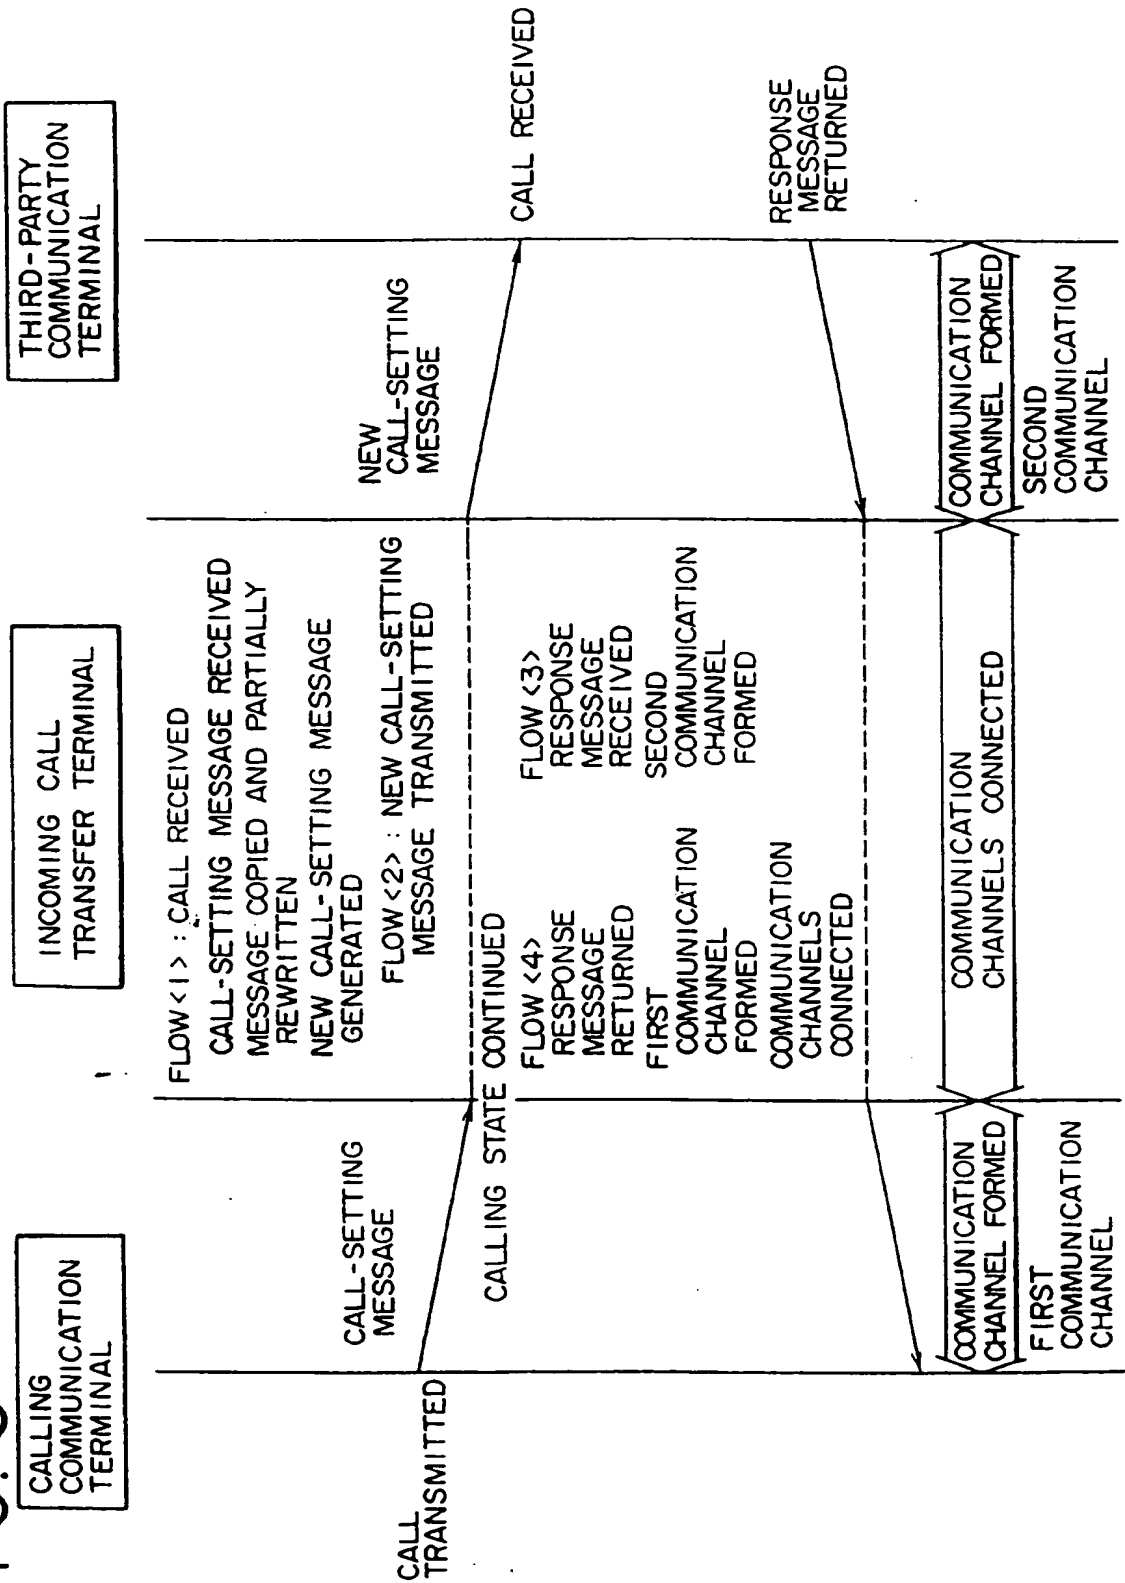 CALLING
COMMUNICATION
TERMINAL
INCOMING CALL
TRANSFER TERMINAL
THIRD-PARTY
COMMUNICATION
TERMINAL
FLOW<1> : CALL RECEIVED
CALL-SETTING MESSAGE RECEIVED
MESSAGE COPIED AND PARTIALLY
REWRITTEN
NEW CALL-SETTING MESSAGE
GENERATED
FLOW<2> : NEW CALL-SETTING
MESSAGE TRANSMITTED
CALL
TRANSMITTED
CALL-SETTING
MESSAGE
NEW
CALL-SETTING
MESSAGE
CALL RECEIVED
CALLING STATE CONTINUED
FLOW<4>
RESPONSE
MESSAGE
RETURNED
FIRST
COMMUNICATION
CHANNEL
FORMED
COMMUNICATION
CHANNELS
CONNECTED
FLOW<3>
RESPONSE
MESSAGE
RECEIVED
SECOND
COMMUNICATION
CHANNEL
FORMED
RESPONSE
MESSAGE
RETURNED
COMMUNICATION
CHANNEL FORMED
COMMUNICATION
CHANNELS CONNECTED
COMMUNICATION
CHANNEL FORMED
FIRST
COMMUNICATION
CHANNEL
SECOND
COMMUNICATION
CHANNEL